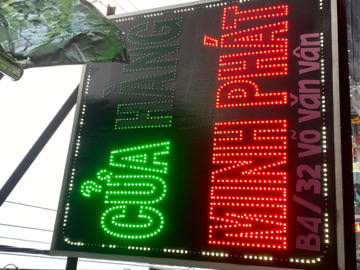 CỬA HÀNG
MINH PHÁT
B4/32 Võ Văn Vân